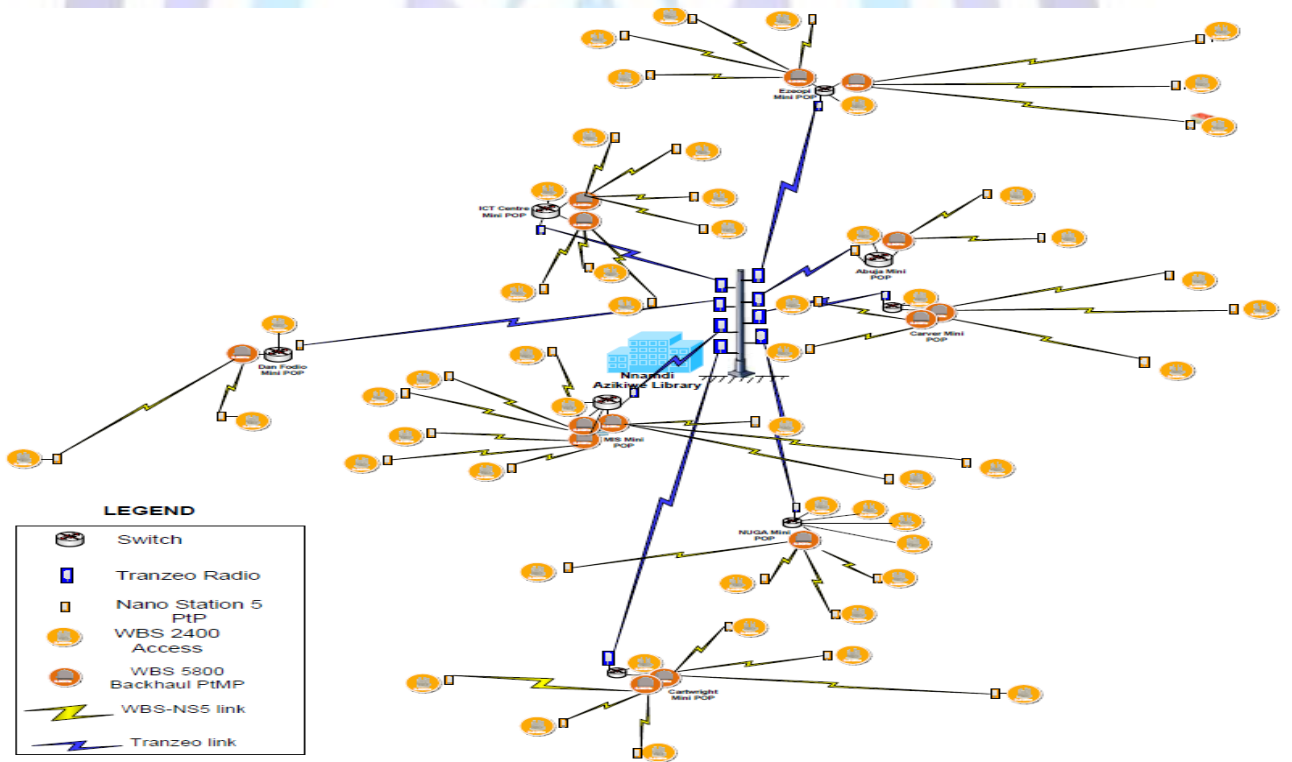 Ezeopi
Mini POP
ICT Centre
Mini POP
Abuja Mini
POP
Carver Mini
POP
Dan Fodio
Mini POP
Nnamdi
Azikiwe Library
MIS Mini
POP
NUGA Mini
POP
Cartwright
Mini POP
LEGEND
Switch
Tranzeo Radio
Nano Station 5
PtP
WBS 2400
Access
WBS 5800
Backhaul PtMP
WBS-NS5 link
Tranzeo link